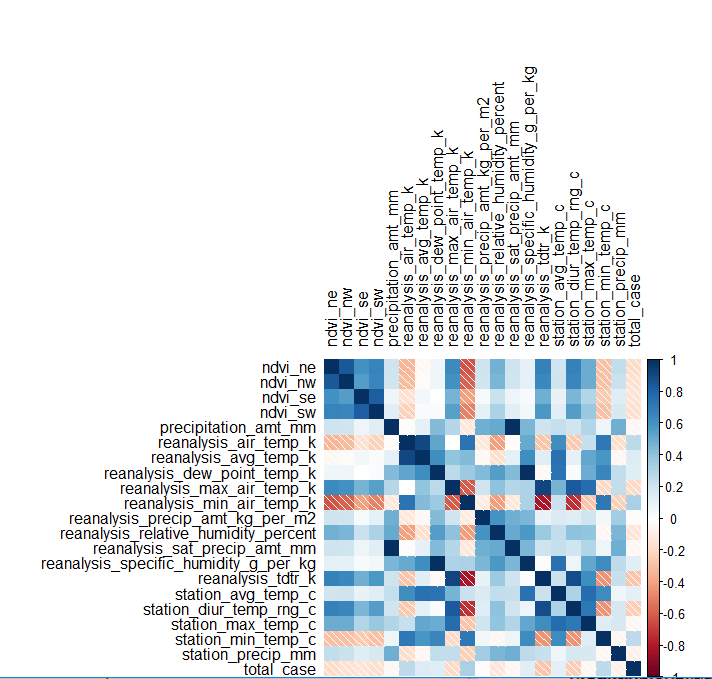 ndvi_ne
ndvi_nw
ndvi_se
ndvi_sw
precipitation_amt_mm
reanalysis_air_temp_k
reanalysis_avg_temp_k
reanalysis_dew_point_temp_k
reanalysis_max_air_temp_k
reanalysis_min_air_temp_k
reanalysis_precip_amt_kg_per_m2
reanalysis_relative_humidity_percent
reanalysis_sat_precip_amt_mm
reanalysis_specific_humidity_g_per_kg
reanalysis_tdtr_k
station_avg_temp_c
station_diur_temp_rng_c
station_max_temp_c
station_min_temp_c
station_precip_mm
total_case
ndvi_ne
ndvi_nw
ndvi_se
ndvi_sw
precipitation_amt_mm
reanalysis_air_temp_k
reanalysis_avg_temp_k
reanalysis_dew_point_temp_k
reanalysis_max_air_temp_k
reanalysis_min_air_temp_k
reanalysis_precip_amt_kg_per_m2
reanalysis_relative_humidity_percent
reanalysis_sat_precip_amt_mm
reanalysis_specific_humidity_g_per_kg
reanalysis_tdtr_k
station_avg_temp_c
station_diur_temp_rng_c
station_max_temp_c
station_min_temp_c
station_precip_mm
total_case
1
0.8
0.6
0.4
0.2
0
-0.2
-0.4
-0.6
-0.8